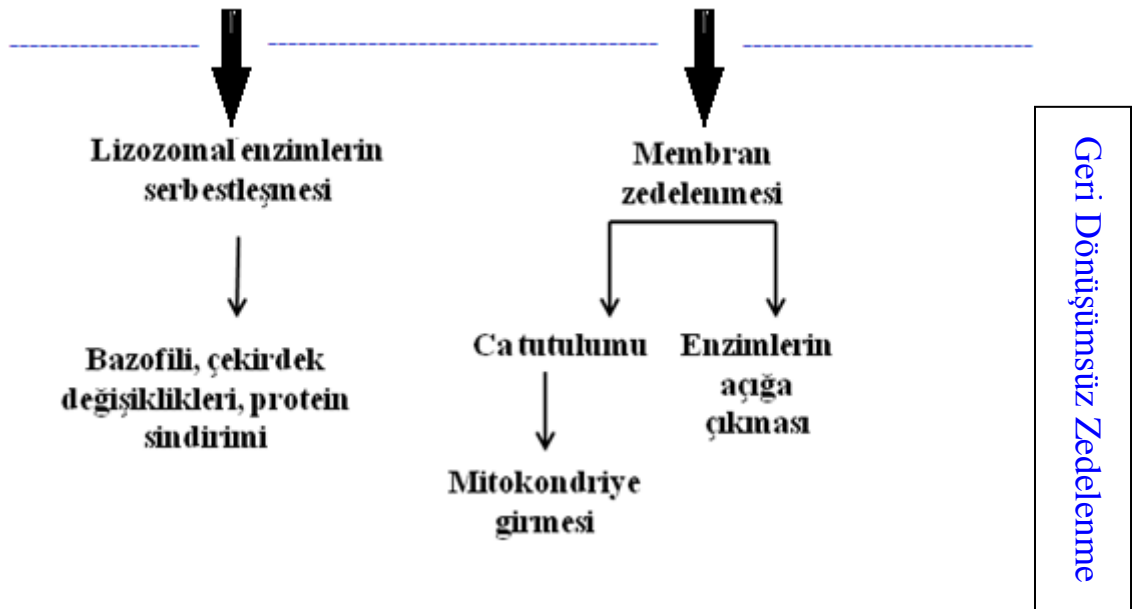 Lizozomal enzimlerin
serbestleşmesi
Bazofili, çekirdek
değişiklikleri, protein
sindirimi
Membran
zedelenmesi
Ca tutulumu
Mitokondriye
girmesi
Enzimlerin
açığa
çıkması
Geri Dönüşümsüz Zedelenme